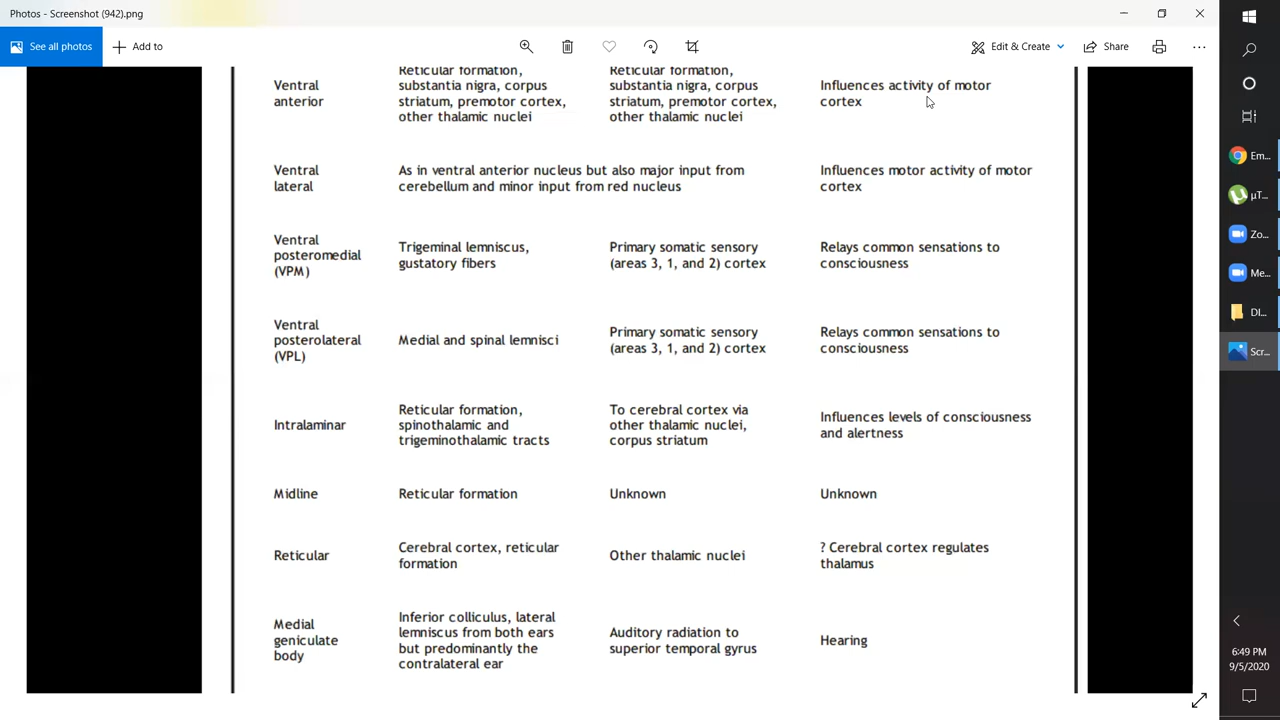 Photos - Screenshot (942).png
See all photos
Add to
Edit & Create
Share
Ventral
anterior
Reticular formation,
substantia nigra, corpus
striatum, premotor cortex,
other thalamic nuclei
Reticular formation,
substantia nigra, corpus
striatum, premotor cortex,
other thalamic nuclei
Influences activity of motor
cortex
Ventral
lateral
As in ventral anterior nucleus but also major input from
cerebellum and minor input from red nucleus
Influences motor activity of motor
cortex
Ventral
posteromedial
(VPM)
Trigeminal lemniscus,
gustatory fibers
Primary somatic sensory
(areas 3, 1, and 2) cortex
Relays common sensations to
consciousness
Ventral
posterolateral
(VPL)
Medial and spinal lemnisci
Primary somatic sensory
(areas 3, 1, and 2) cortex
Relays common sensations to
consciousness
Intralaminar
Reticular formation,
spinothalamic and
trigeminothalamic tracts
To cerebral cortex via
other thalamic nuclei,
corpus striatum
Influences levels of consciousness
and alertness
Midline
Reticular formation
Unknown
Unknown
Reticular
Cerebral cortex, reticular
formation
Other thalamic nuclei
? Cerebral cortex regulates
thalamus
Medial
geniculate
body
Inferior colliculus, lateral
lemniscus from both ears
but predominantly the
contralateral ear
Auditory radiation to
superior temporal gyrus
Hearing
Em...
µT...
Zo...
Me...
DI...
Scr...
6:49 PM
9/5/2020